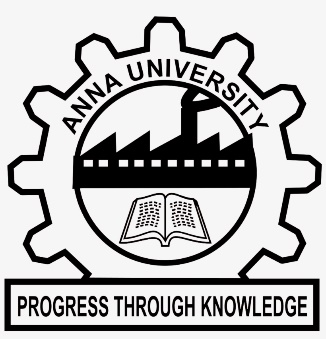 ANNA UNIVERSITY
PROGRESS THROUGH KNOWLEDGE